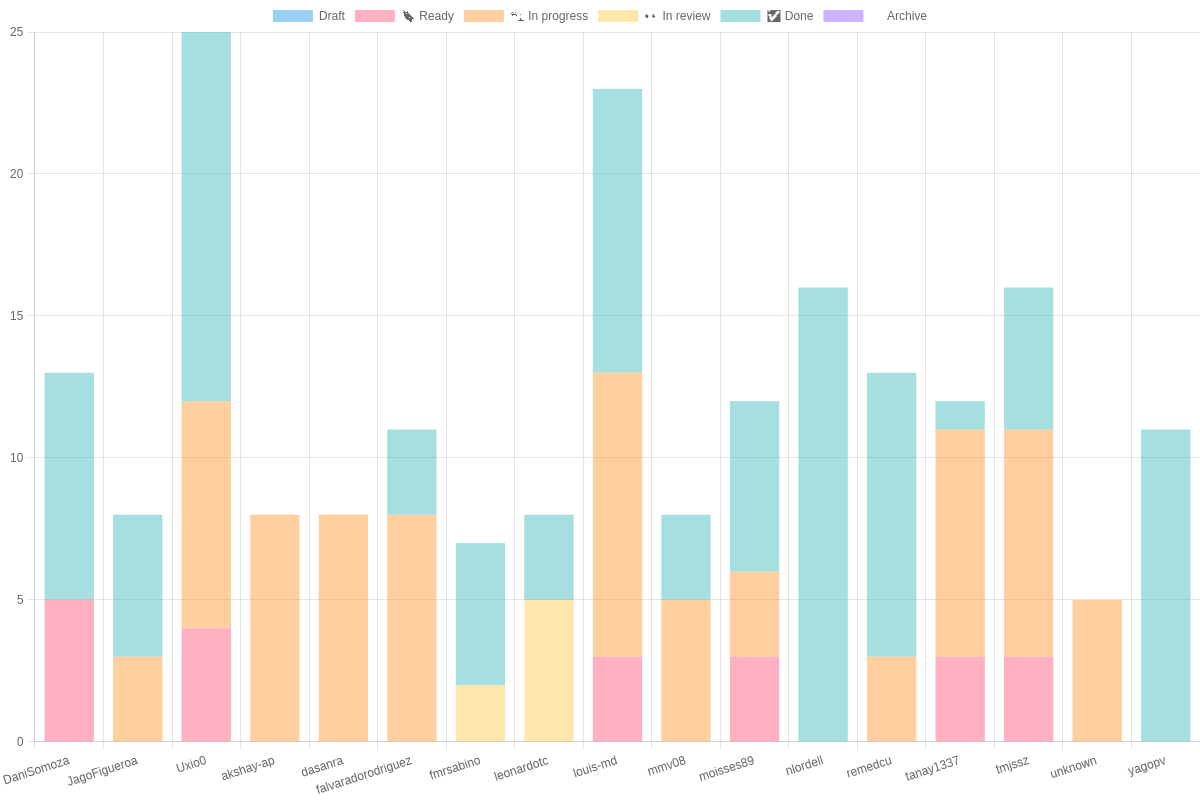 Draft 🔖 Ready 🏗 In progress 👀 In review ✅ Done Archive
25
20
15
10
5
0
DaniSomoza
JagoFigueroa
Uxio0
akshay-ap
dasanra
falvaradorodriguez
fmrsabino
leonardotc
louis-md
mmv08
moisses89
nlordell
remedcu
tanay1337
tmjssz
unknown
yagopv